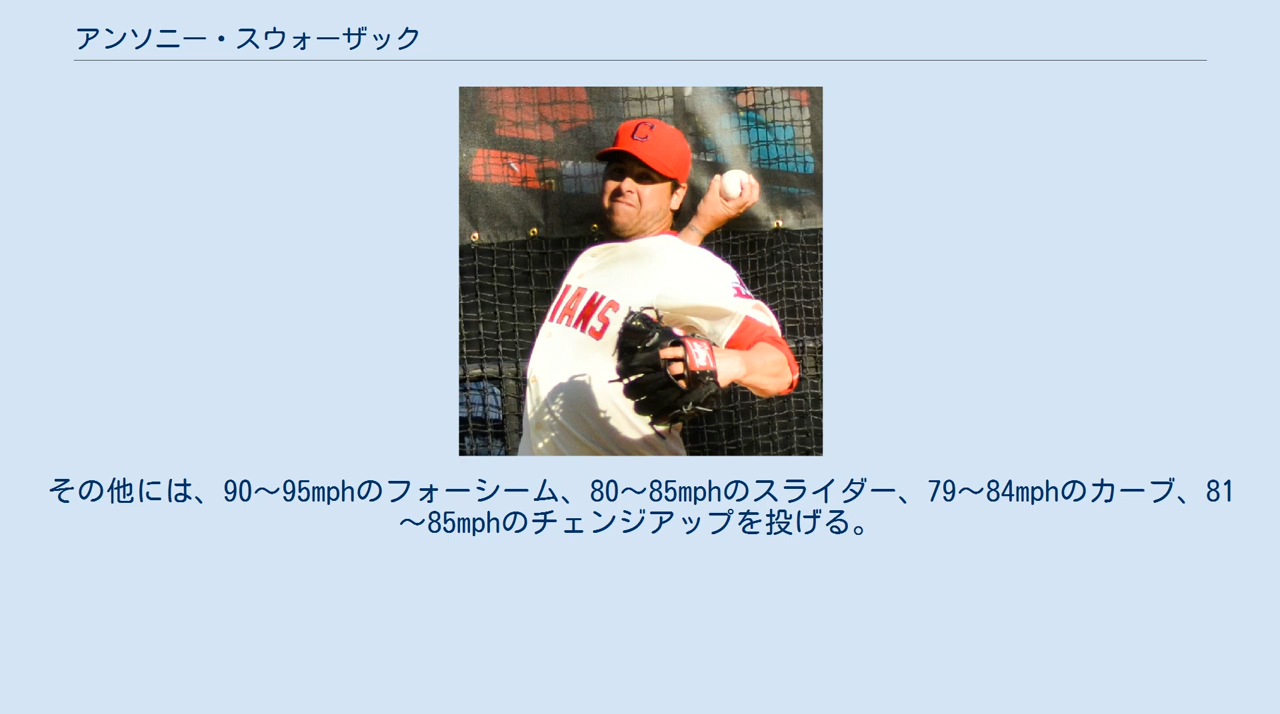 アンソニー・スウォーザック
C
IANS
その他には、90〜95mphのフォーシーム、80〜85mphのスライダー、79〜84mphのカーブ、81
〜85mphのチェンジアップを投げる。